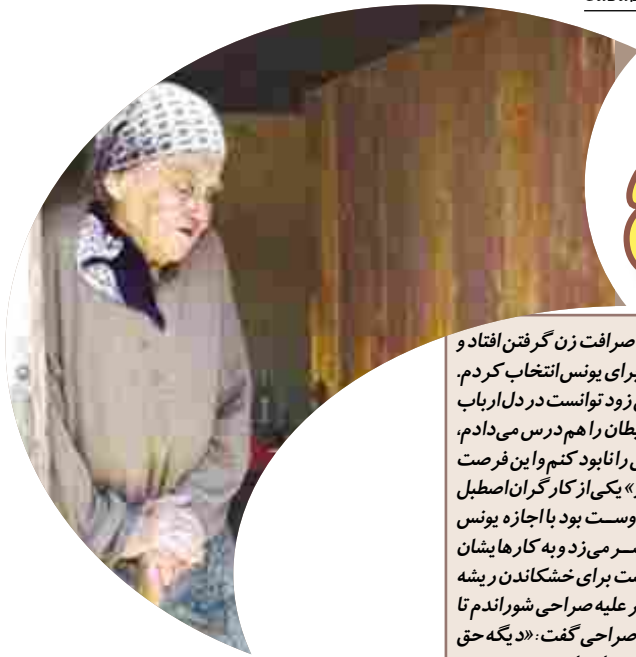 صرافت زن گرفتن افتاد و
برای یونس انتخاب کردم.
زود توانست در دل ارباب
یطان را هم درس می‌دادم،
را نابود کنم و این فرصت
» یکی از کارگران اصطبل
وست بود با اجازه یونس
سر می‌زد و به کارهایشان
ست برای خشکاندن ریشه
ر علیه صراحی شوراندم تا
صراحی گفت: «دیگه حق